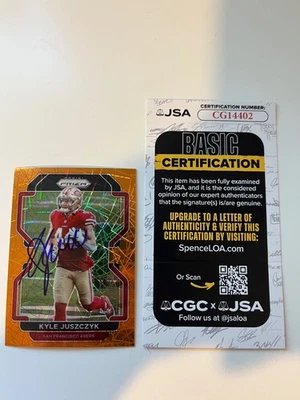 PRIZM
KYLE JUSZCZYK
SAN FRANCISCO 49ERS
JSA
CERTIFICATION NUMBER:
CG14402
BASIC
CERTIFICATION
This item has been fully examined
by JSA, and it is the considered
opinion of our expert authenticators
that the signature(s) is/are genuine.
UPGRADE TO A LETTER OF
AUTHENTICITY & VERIFY THIS
CERTIFICATION BY VISITING:
SpenceLOA.com
Or Scan
CGC x JSA
Follow us @jsaloa